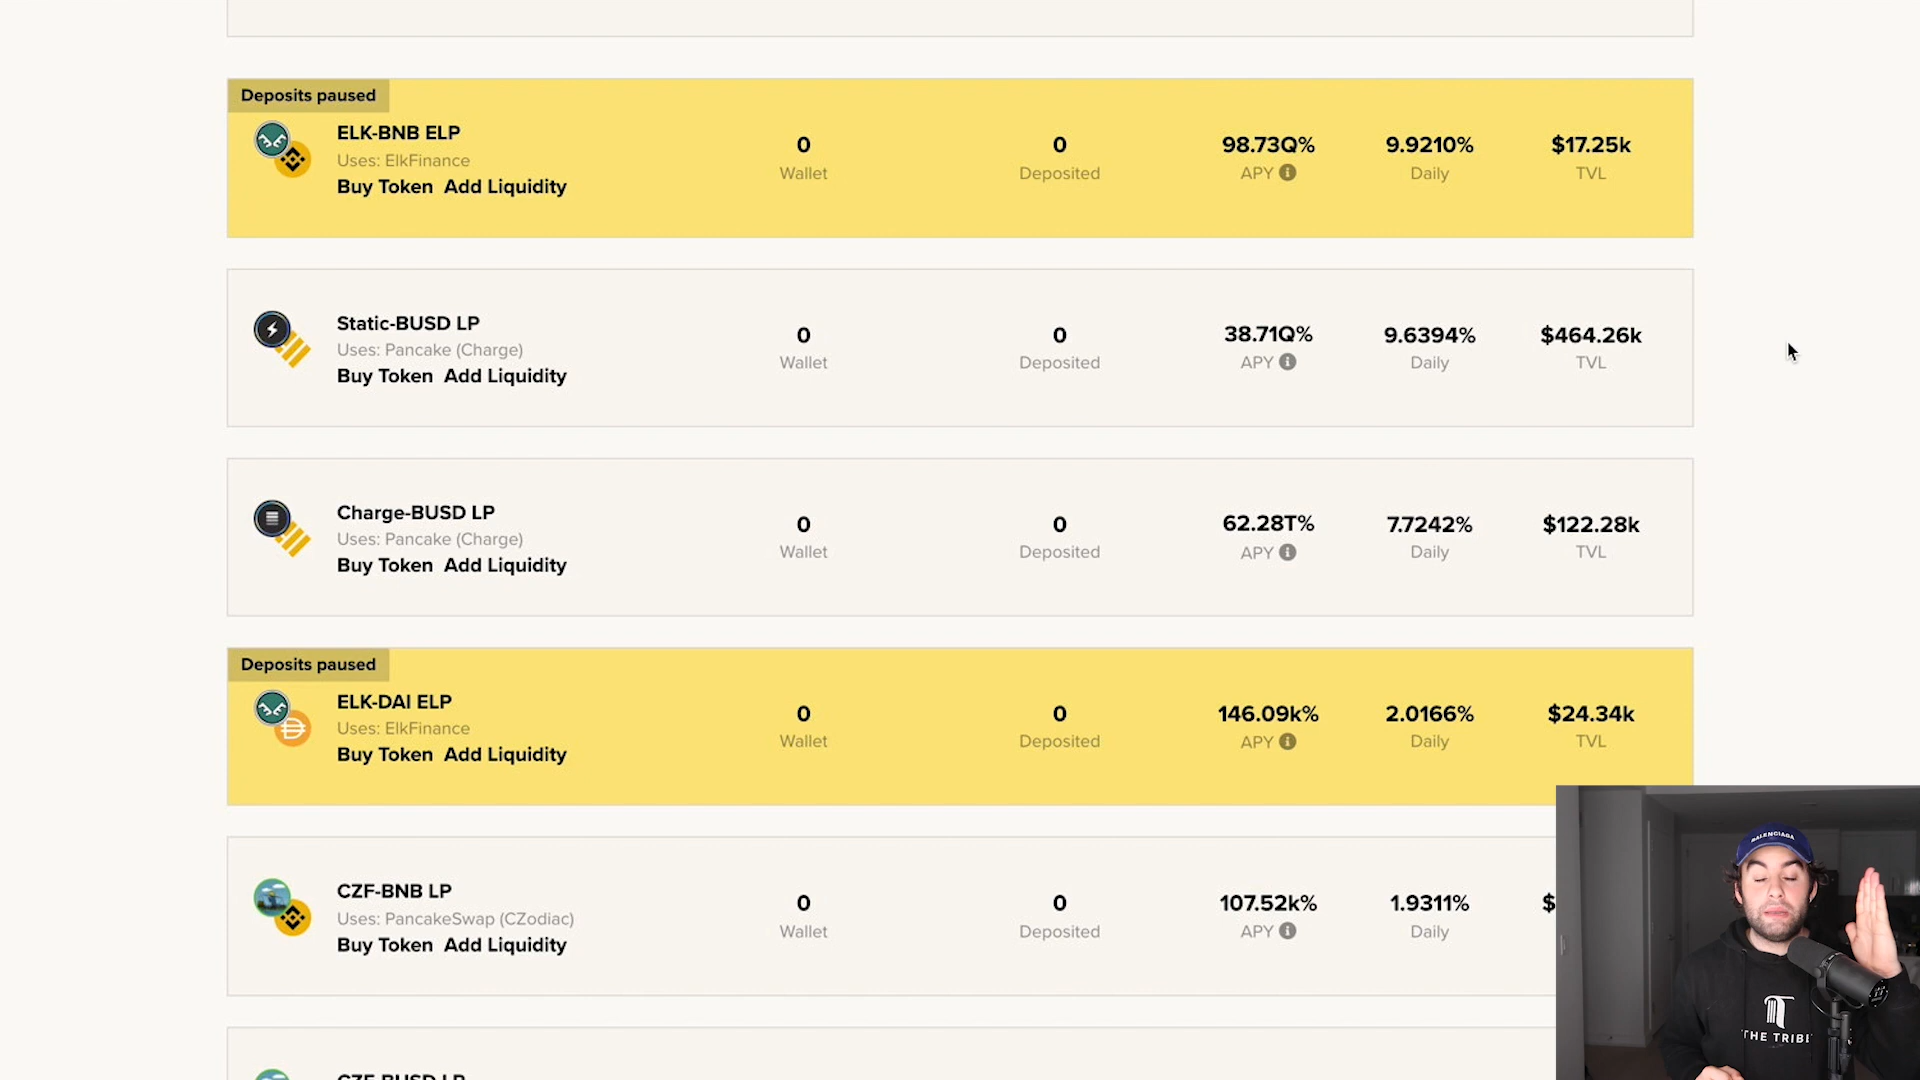 Deposits paused
ELK-BNB ELP
Uses: ElkFinance
Buy Token Add Liquidity
0
Wallet
0
Deposited
98.73Q%
APY
9.9210%
Daily
$17.25k
TVL
Static-BUSD LP
Uses: Pancake (Charge)
Buy Token Add Liquidity
0
Wallet
0
Deposited
38.71Q%
APY
9.6394%
Daily
$464.26k
TVL
Charge-BUSD LP
Uses: Pancake (Charge)
Buy Token Add Liquidity
0
Wallet
0
Deposited
62.28T%
APY
7.7242%
Daily
$122.28k
TVL
Deposits paused
ELK-DAI ELP
Uses: ElkFinance
Buy Token Add Liquidity
0
Wallet
0
Deposited
146.09k%
APY
2.0166%
Daily
$24.34k
TVL
CZF-BNB LP
Uses: PancakeSwap (CZodiac)
Buy Token Add Liquidity
0
Wallet
0
Deposited
107.52k%
APY
1.9311%
Daily
$
CZF-BUSD LP
BALENCIAGA
THE TRIB